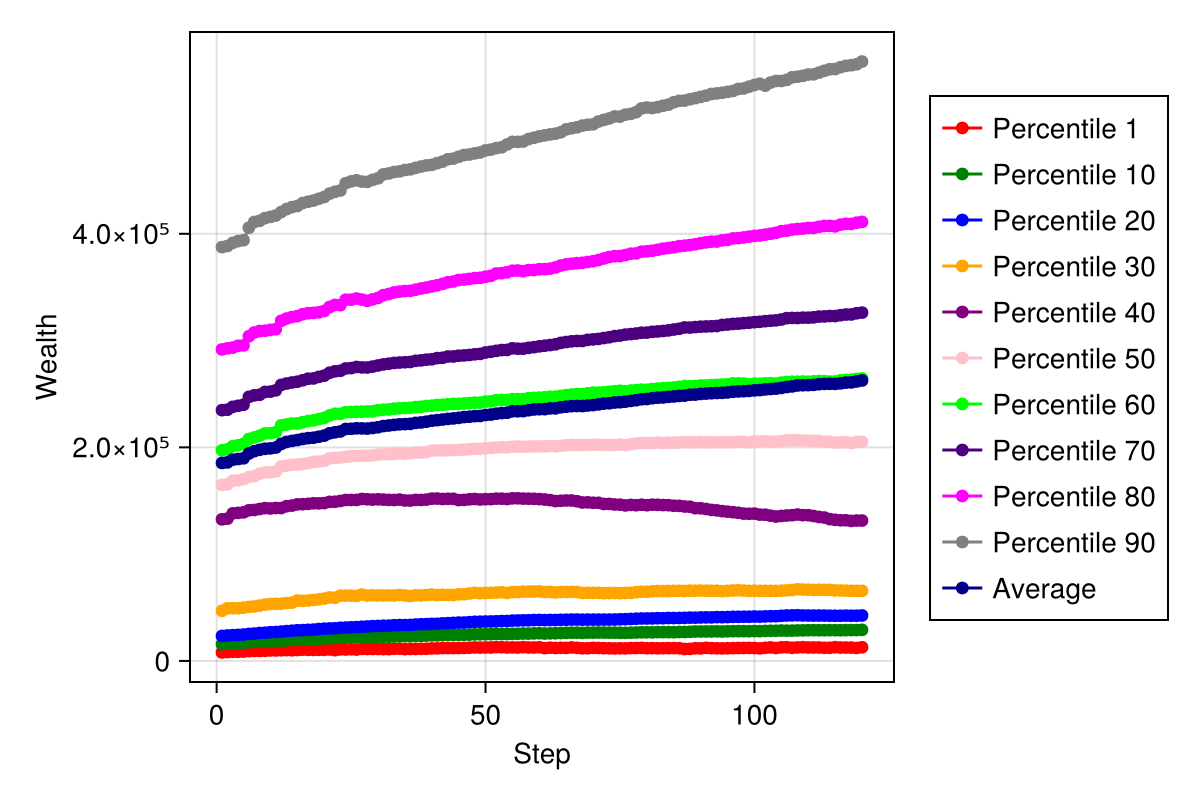 Wealth
4.0×10⁵
2.0×10⁵
0
0 50 100
Step
Percentile 1
Percentile 10
Percentile 20
Percentile 30
Percentile 40
Percentile 50
Percentile 60
Percentile 70
Percentile 80
Percentile 90
Average